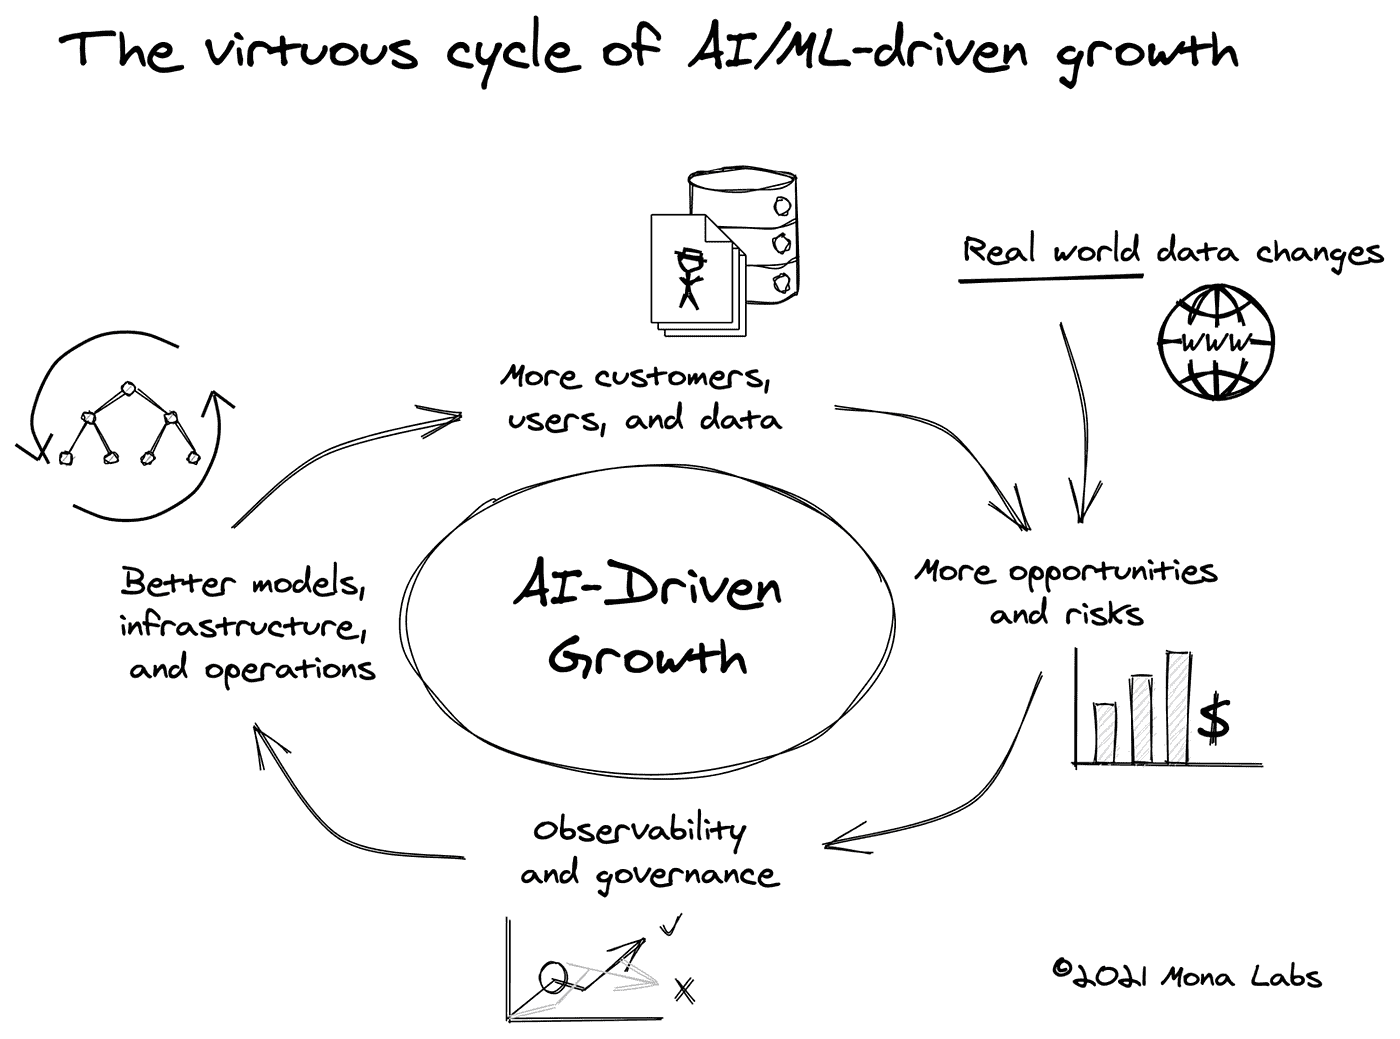 The virtuous cycle of AI/ML-driven growth
Real world data changes
WWW
More customers,
users, and data
AI-Driven
Growth
More opportunities
and risks
$
Better models,
infrastructure,
and operations
Observability
and governance
©2021 Mona Labs